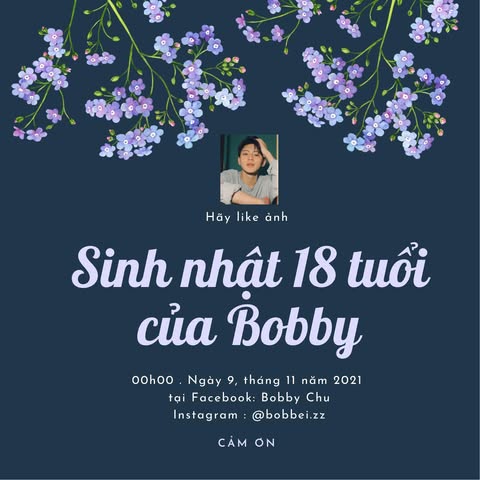 Hãy like ảnh
Sinh nhật 18 tuổi
của Bobby
00h00 . Ngày 9, tháng 11 năm 2021
tại Facebook: Bobby Chu
Instagram : @bobbei.zz
CẢM ƠN